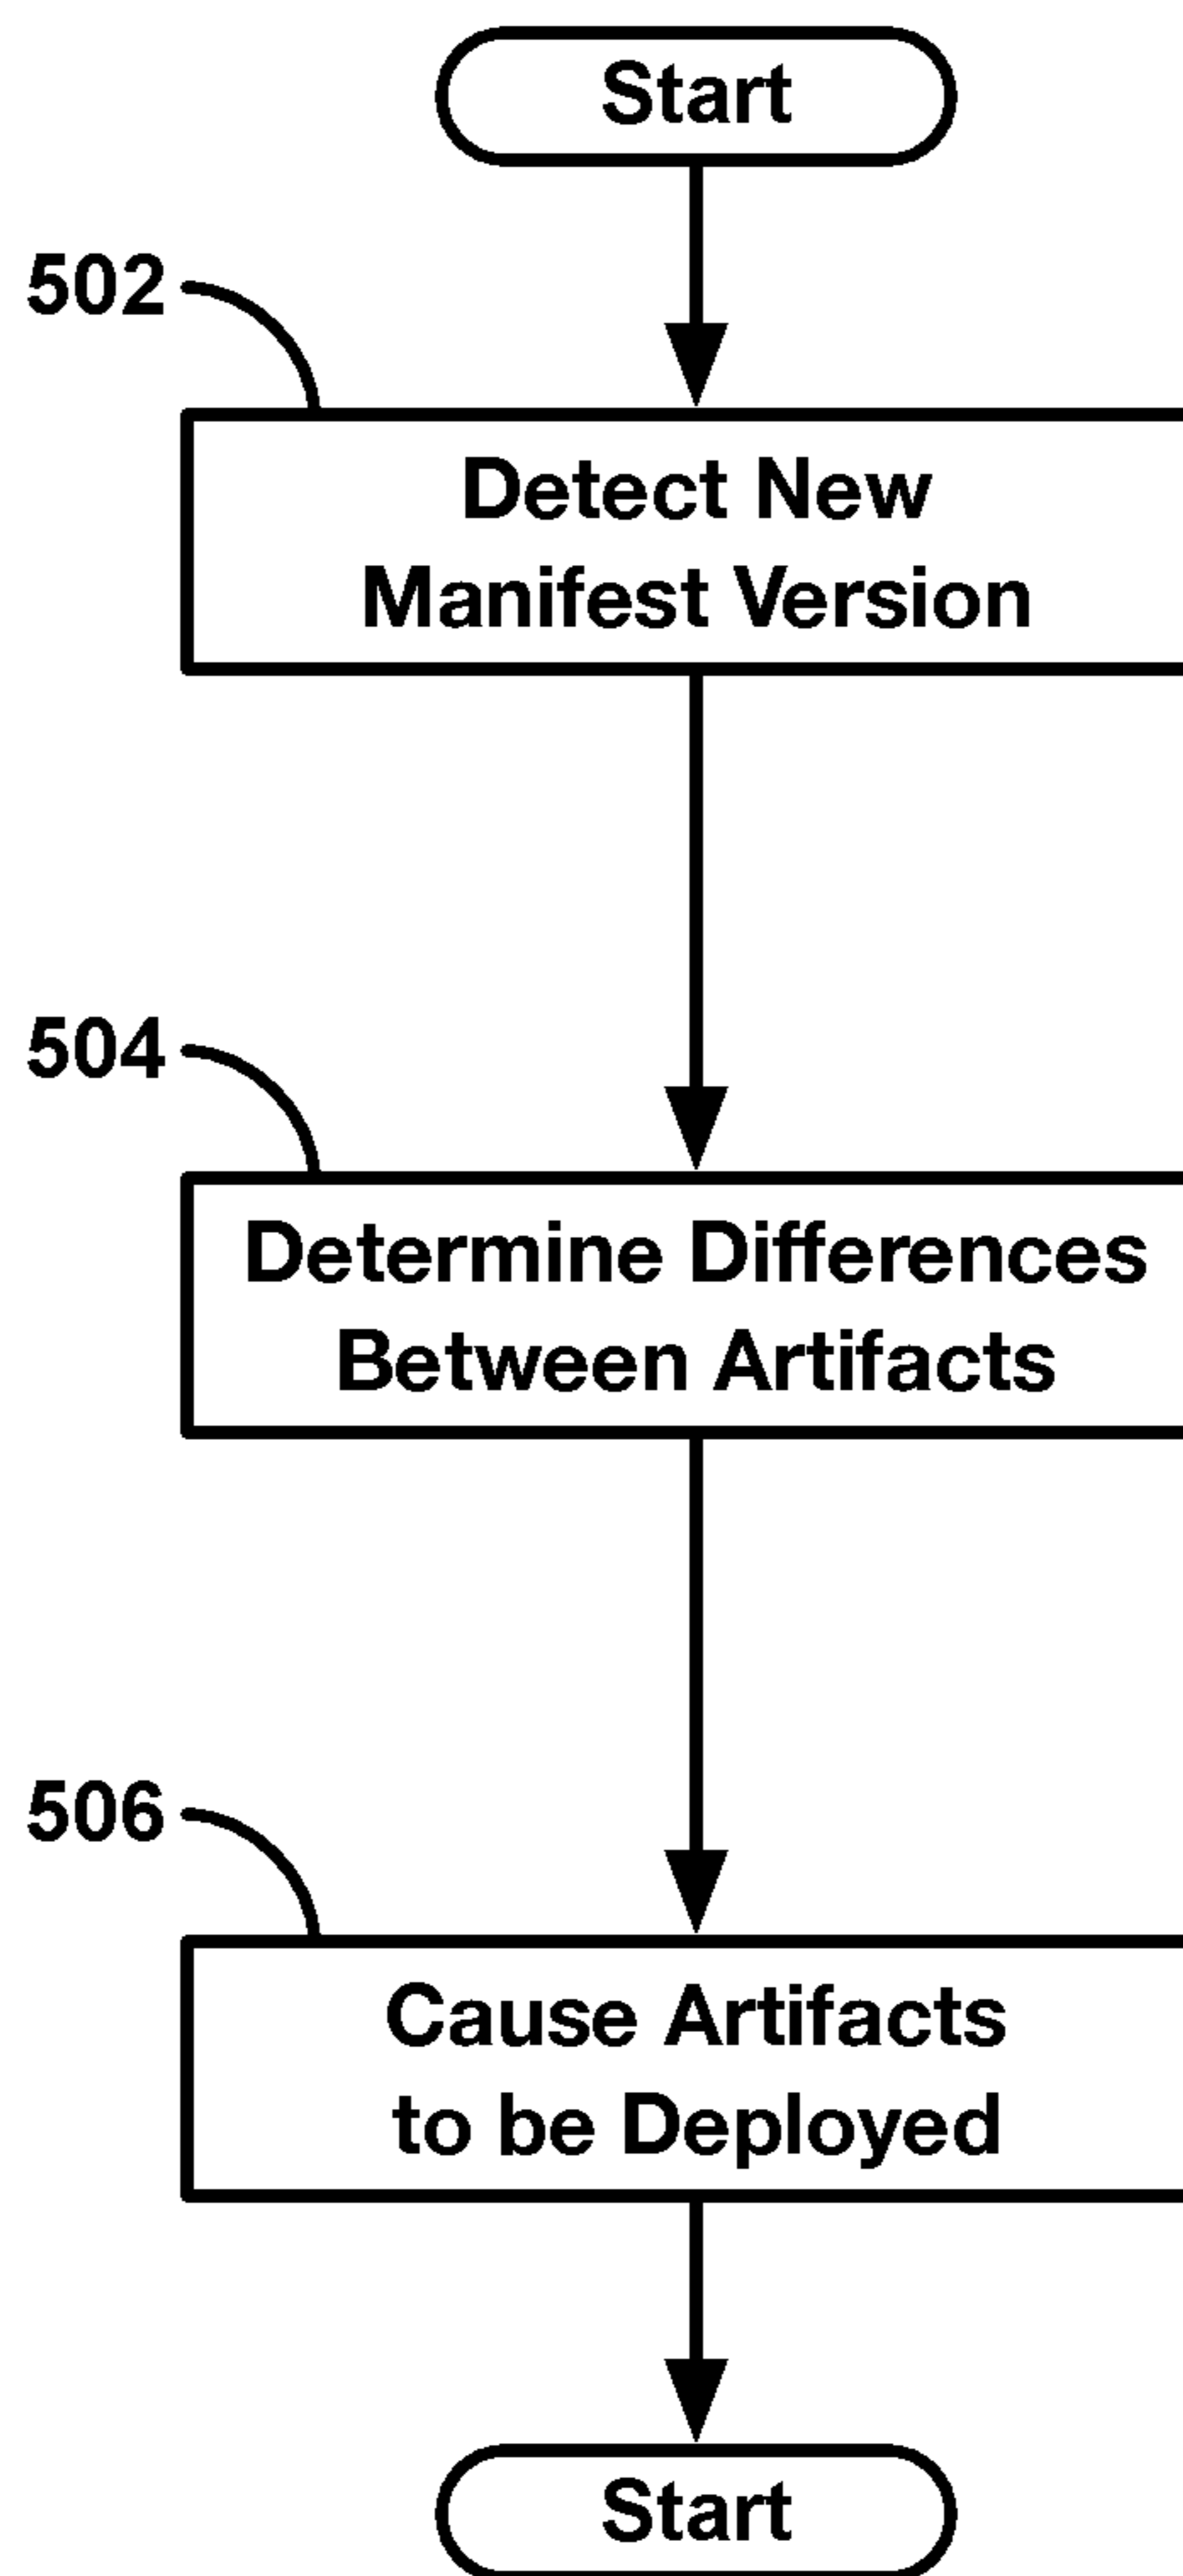 Start
502
Detect New
Manifest Version
504
Determine Differences
Between Artifacts
506
Cause Artifacts
to be Deployed
Start